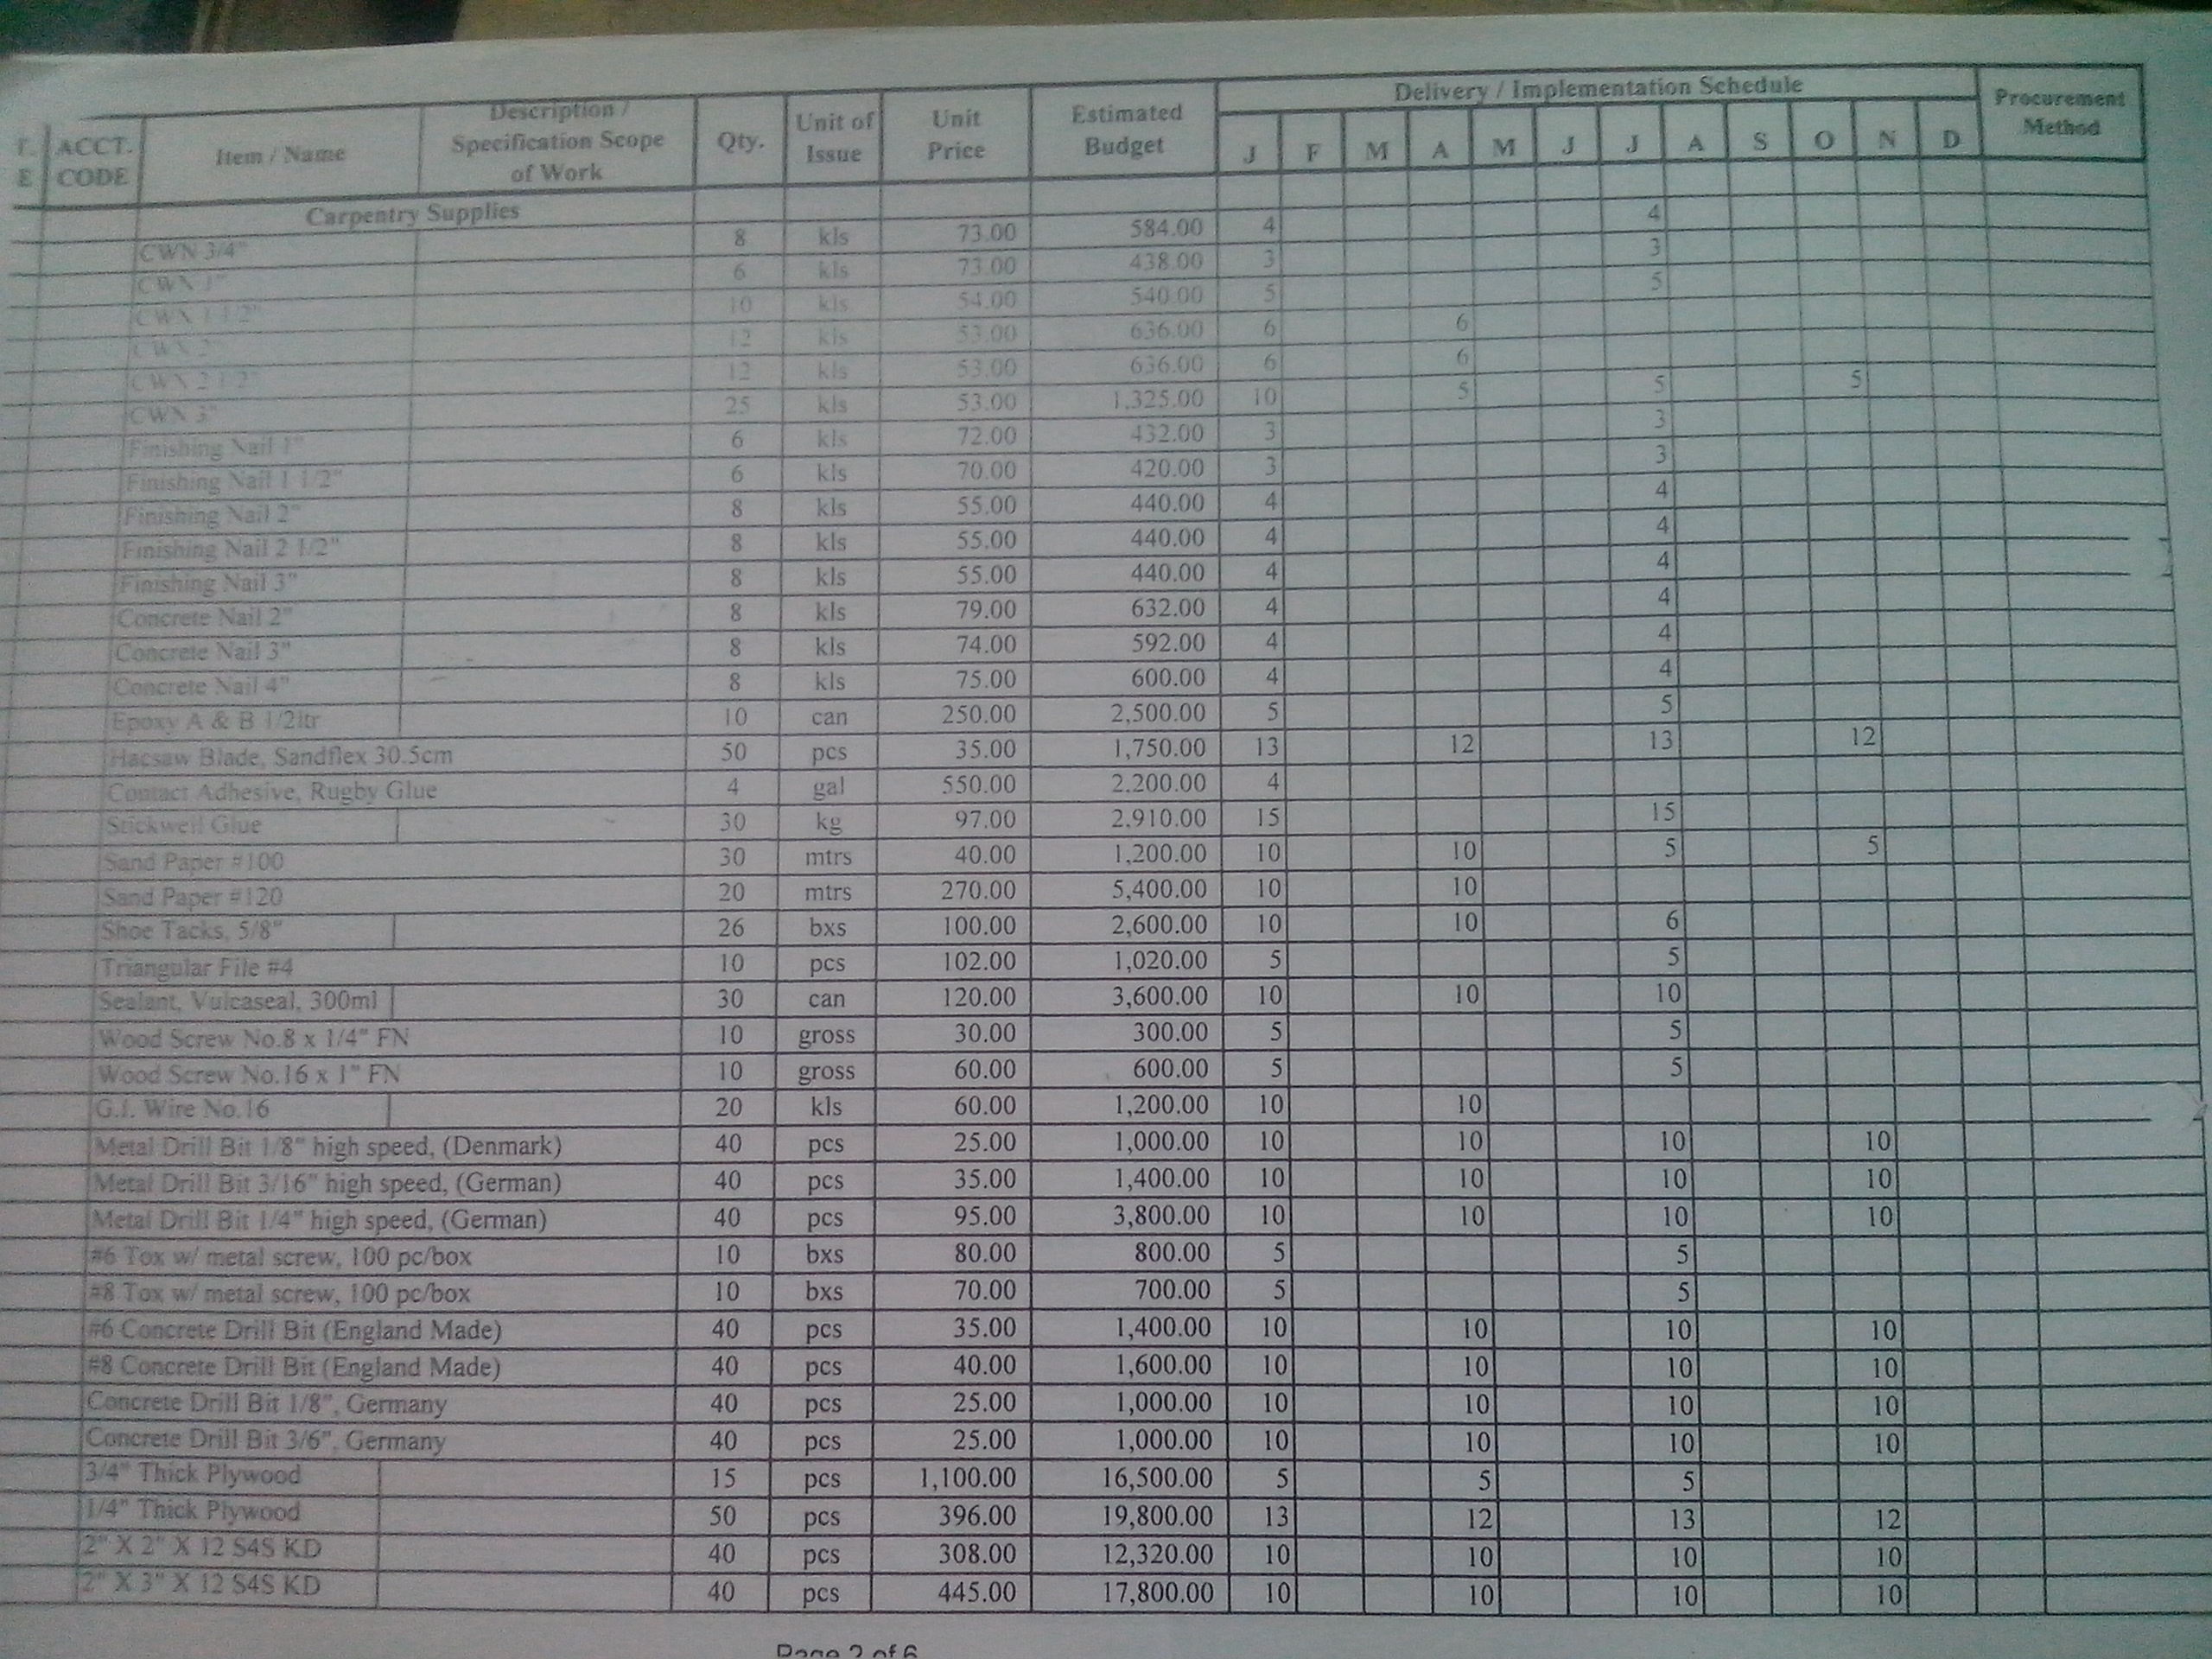 Delivery / Implementation Schedule
ACCT. CODE Item / Name Description / Specification Scope of Work Qty. Unit of Issue Unit Price Estimated Budget J F M A M J J A S O N D Procurement Method
Carpentry Supplies
CWN 3/4" 8 kls 73.00 584.00 4 4
CWN 1" 6 kls 73.00 438.00 3 3
CWN 1 1/2" 10 kls 54.00 540.00 5 5
CWN 2" 12 kls 53.00 636.00 6 6
CWN 2 1/2" 12 kls 53.00 636.00 6 6
CWN 3" 25 kls 53.00 1,325.00 10 5 5 5
Finishing Nail 1" 6 kls 72.00 432.00 3 3
Finishing Nail 1 1/2" 6 kls 70.00 420.00 3 3
Finishing Nail 2" 8 kls 55.00 440.00 4 4
Finishing Nail 2 1/2" 8 kls 55.00 440.00 4 4
Finishing Nail 3" 8 kls 55.00 440.00 4 4
Concrete Nail 2" 8 kls 79.00 632.00 4 4
Concrete Nail 3" 8 kls 74.00 592.00 4 4
Concrete Nail 4" 8 kls 75.00 600.00 4 4
Epoxy A & B 1/2ltr 10 can 250.00 2,500.00 5 5
Hacsaw Blade, Sandflex 30.5cm 50 pcs 35.00 1,750.00 13 12 13 12
Contact Adhesive, Rugby Glue 4 gal 550.00 2,200.00 4
Stickwell Glue 30 kg 97.00 2,910.00 15 15
Sand Paper #100 30 mtrs 40.00 1,200.00 10 10 5 5
Sand Paper #120 20 mtrs 270.00 5,400.00 10 10
Shoe Tacks, 5/8" 26 bxs 100.00 2,600.00 10 10 6
Triangular File #4 10 pcs 102.00 1,020.00 5 5
Sealant, Vulcaseal, 300ml 30 can 120.00 3,600.00 10 10 10
Wood Screw No.8 x 1/4" FN 10 gross 30.00 300.00 5 5
Wood Screw No.16 x 1" FN 10 gross 60.00 600.00 5 5
G.I. Wire No.16 20 kls 60.00 1,200.00 10 10
Metal Drill Bit 1/8" high speed, (Denmark) 40 pcs 25.00 1,000.00 10 10 10 10
Metal Drill Bit 3/16" high speed, (German) 40 pcs 35.00 1,400.00 10 10 10 10
Metal Drill Bit 1/4" high speed, (German) 40 pcs 95.00 3,800.00 10 10 10 10
#6 Tox w/ metal screw, 100 pc/box 10 bxs 80.00 800.00 5 5
#8 Tox w/ metal screw, 100 pc/box 10 bxs 70.00 700.00 5 5
#6 Concrete Drill Bit (England Made) 40 pcs 35.00 1,400.00 10 10 10 10
#8 Concrete Drill Bit (England Made) 40 pcs 40.00 1,600.00 10 10 10 10
Concrete Drill Bit 1/8", Germany 40 pcs 25.00 1,000.00 10 10 10 10
Concrete Drill Bit 3/6", Germany 40 pcs 25.00 1,000.00 10 10 10 10
3/4" Thick Plywood 15 pcs 1,100.00 16,500.00 5 5 5
1/4" Thick Plywood 50 pcs 396.00 19,800.00 13 12 13 12
2" X 2" X 12 S4S KD 40 pcs 308.00 12,320.00 10 10 10 10
2" X 3" X 12 S4S KD 40 pcs 445.00 17,800.00 10 10 10 10
Page 2 of 6